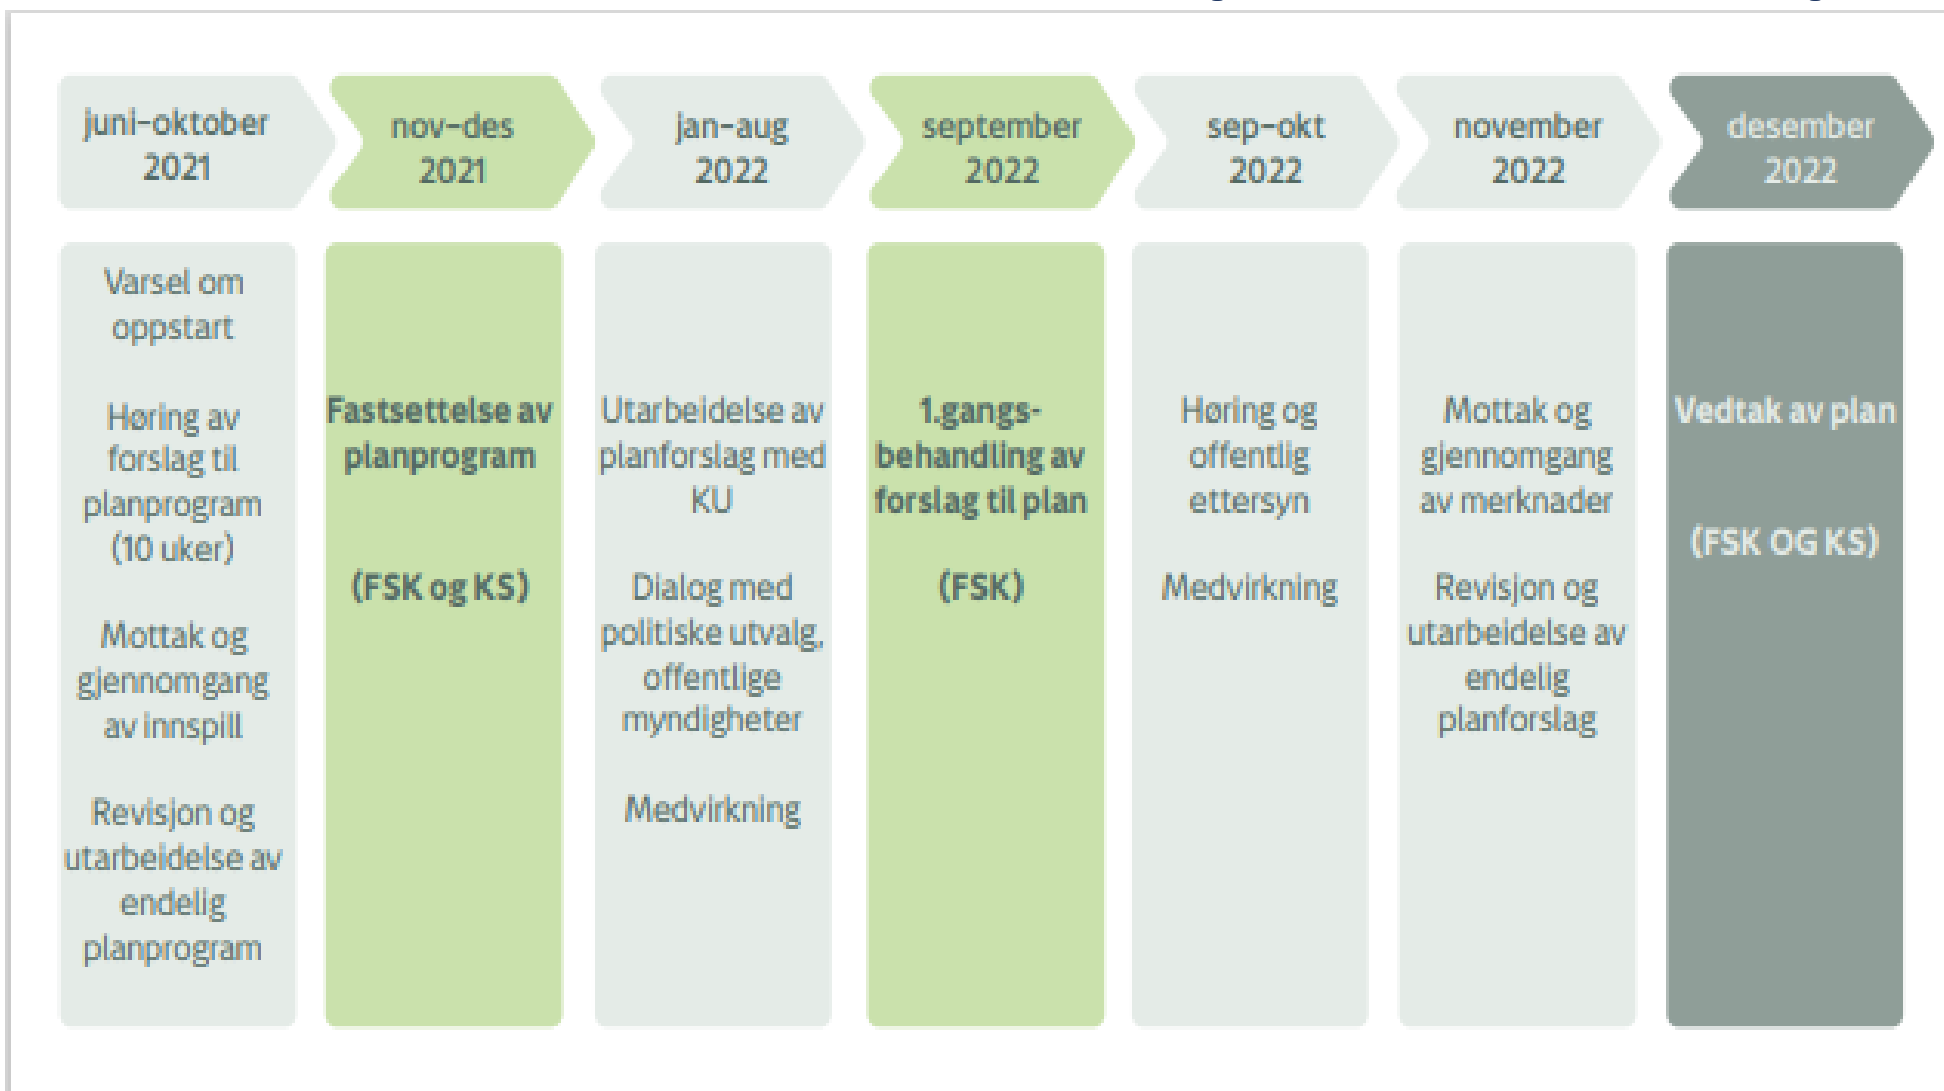 juni-oktober
2021
nov-des
2021
jan-aug
2022
september
2022
sep-okt
2022
november
2022
desember
2022
Varsel om
oppstart
Høring av
forslag til
planprogram
(10 uker)
Mottak og
gjennomgang
av innspill
Revisjon og
utarbeidelse av
endelig
planprogram
Fastsettelse av
planprogram
(FSK og KS)
Utarbeidelse av
planforslag med
KU
Dialog med
politiske utvalg,
offentlige
myndigheter
Medvirkning
1.gangs-
behandling av
forslag til plan
(FSK)
Høring og
offentlig
ettersyn
Medvirkning
Mottak og
gjennomgang
av merknader
Revisjon og
utarbeidelse av
endelig
planforslag
Vedtak av plan
(FSK OG KS)